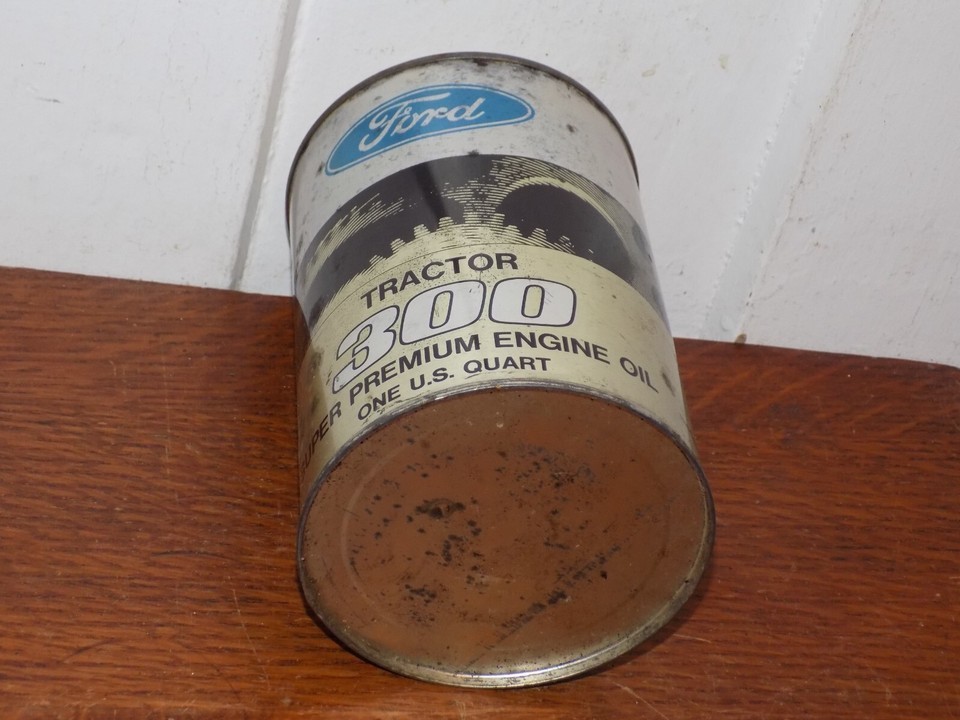 Ford
TRACTOR
300
SUPER PREMIUM ENGINE OIL
ONE U.S. QUART